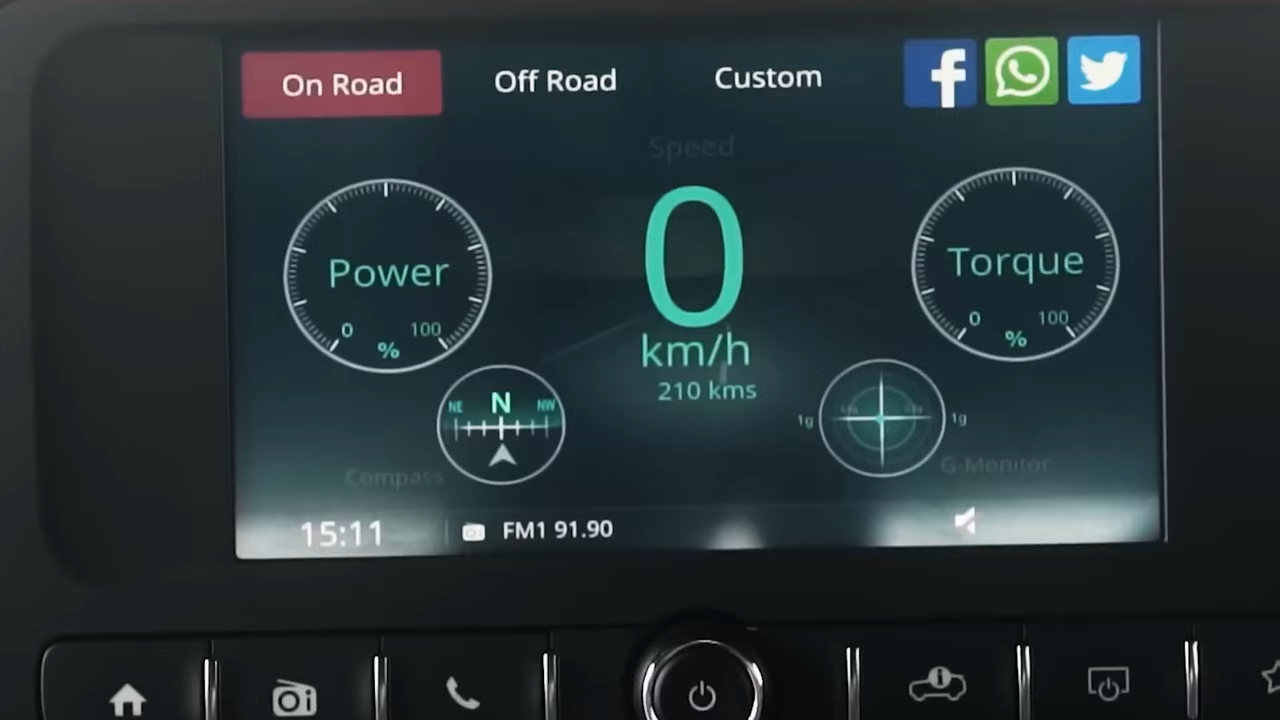 On Road
Off Road
Custom
Speed
Power
0
100
%
0
km/h
210 kms
Torque
0
100
%
NE
N
NW
Compass
1g
1g
G-Monitor
15:11
FM1 91.90